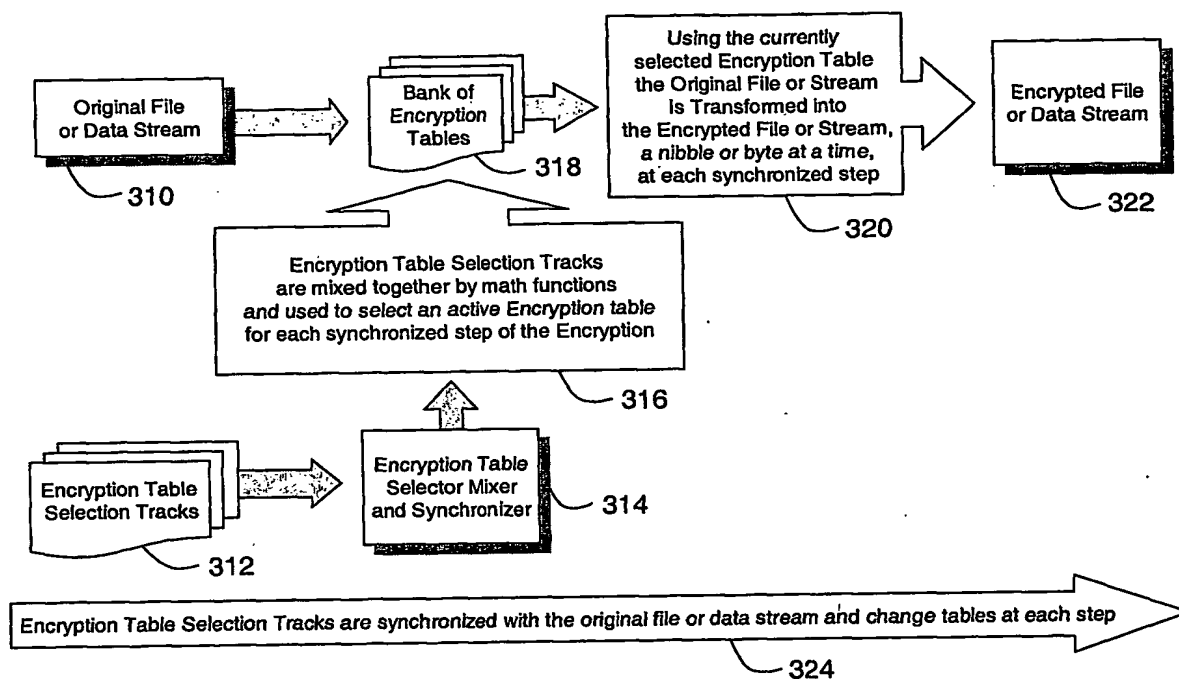 Original File
or Data Stream
310
Bank of
Encryption
Tables
318
Using the currently
selected Encryption Table
the Original File or Stream
is Transformed into
the Encrypted File or Stream,
a nibble or byte at a time,
at each synchronized step
320
Encrypted File
or Data Stream
322
Encryption Table Selection Tracks
are mixed together by math functions
and used to select an active Encryption table
for each synchronized step of the Encryption
316
Encryption Table
Selection Tracks
312
Encryption Table
Selector Mixer
and Synchronizer
314
Encryption Table Selection Tracks are synchronized with the original file or data stream and change tables at each step
324